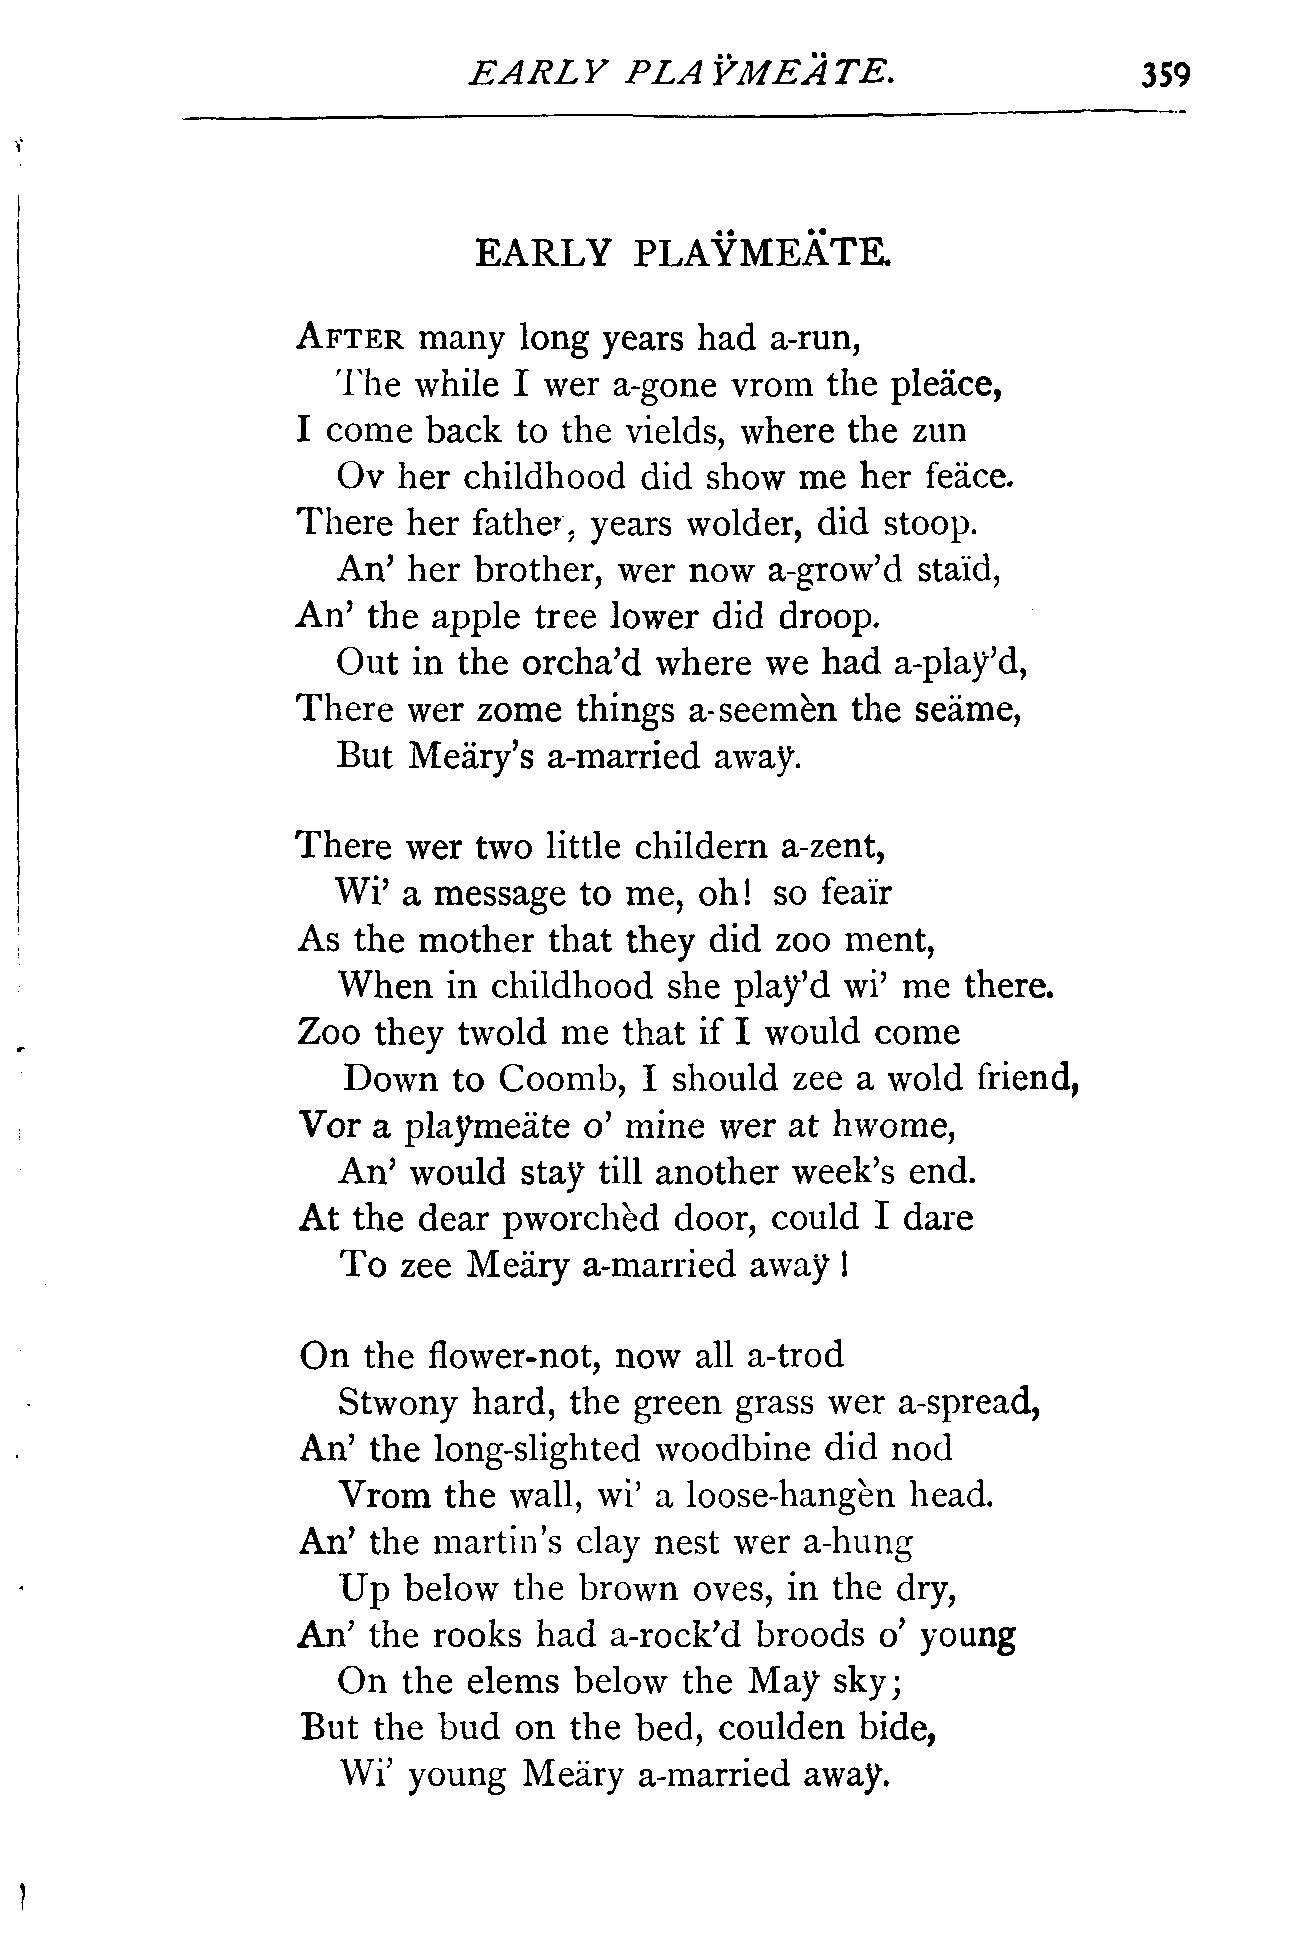 EARLY PLAŸMEÄTE. 359
EARLY PLAŸMEÄTE.
AFTER many long years had a-run,
The while I wer a-gone vrom the pleäce,
I come back to the vields, where the zun
Ov her childhood did show me her feäce.
There her father, years wolder, did stoop.
An’ her brother, wer now a-grow’d staïd,
An’ the apple tree lower did droop.
Out in the orcha’d where we had a-plaÿ’d,
There wer zome things a-seemèn the seäme,
But Meäry’s a-married awaÿ.
There wer two little childern a-zent,
Wi’ a message to me, oh! so feaïr
As the mother that they did zoo ment,
When in childhood she plaÿ’d wi’ me there.
Zoo they twold me that if I would come
Down to Coomb, I should zee a wold friend,
Vor a plaÿmeäte o’ mine wer at hwome,
An’ would staÿ till another week’s end.
At the dear pworchèd door, could I dare
To zee Meäry a-married awaÿ!
On the flower-not, now all a-trod
Stwony hard, the green grass wer a-spread,
An’ the long-slighted woodbine did nod
Vrom the wall, wi’ a loose-hangèn head.
An’ the martin’s clay nest wer a-hung
Up below the brown oves, in the dry,
An’ the rooks had a-rock’d broods o’ young
On the elems below the Maÿ sky;
But the bud on the bed, coulden bide,
Wi’ young Meäry a-married awaÿ.